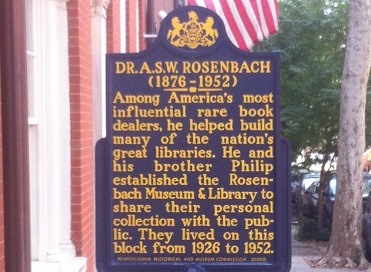 DR. A.S.W. ROSENBACH
(1876-1952)
Among America's most
influential rare book
dealers, he helped build
many of the nation's
great libraries. He and
his brother Philip
established the Rosen-
bach Museum & Library to
share their personal
collection with the pub-
lic. They lived on this
block from 1926 to 1952.
PENNSYLVANIA HISTORICAL AND MUSEUM COMMISSION